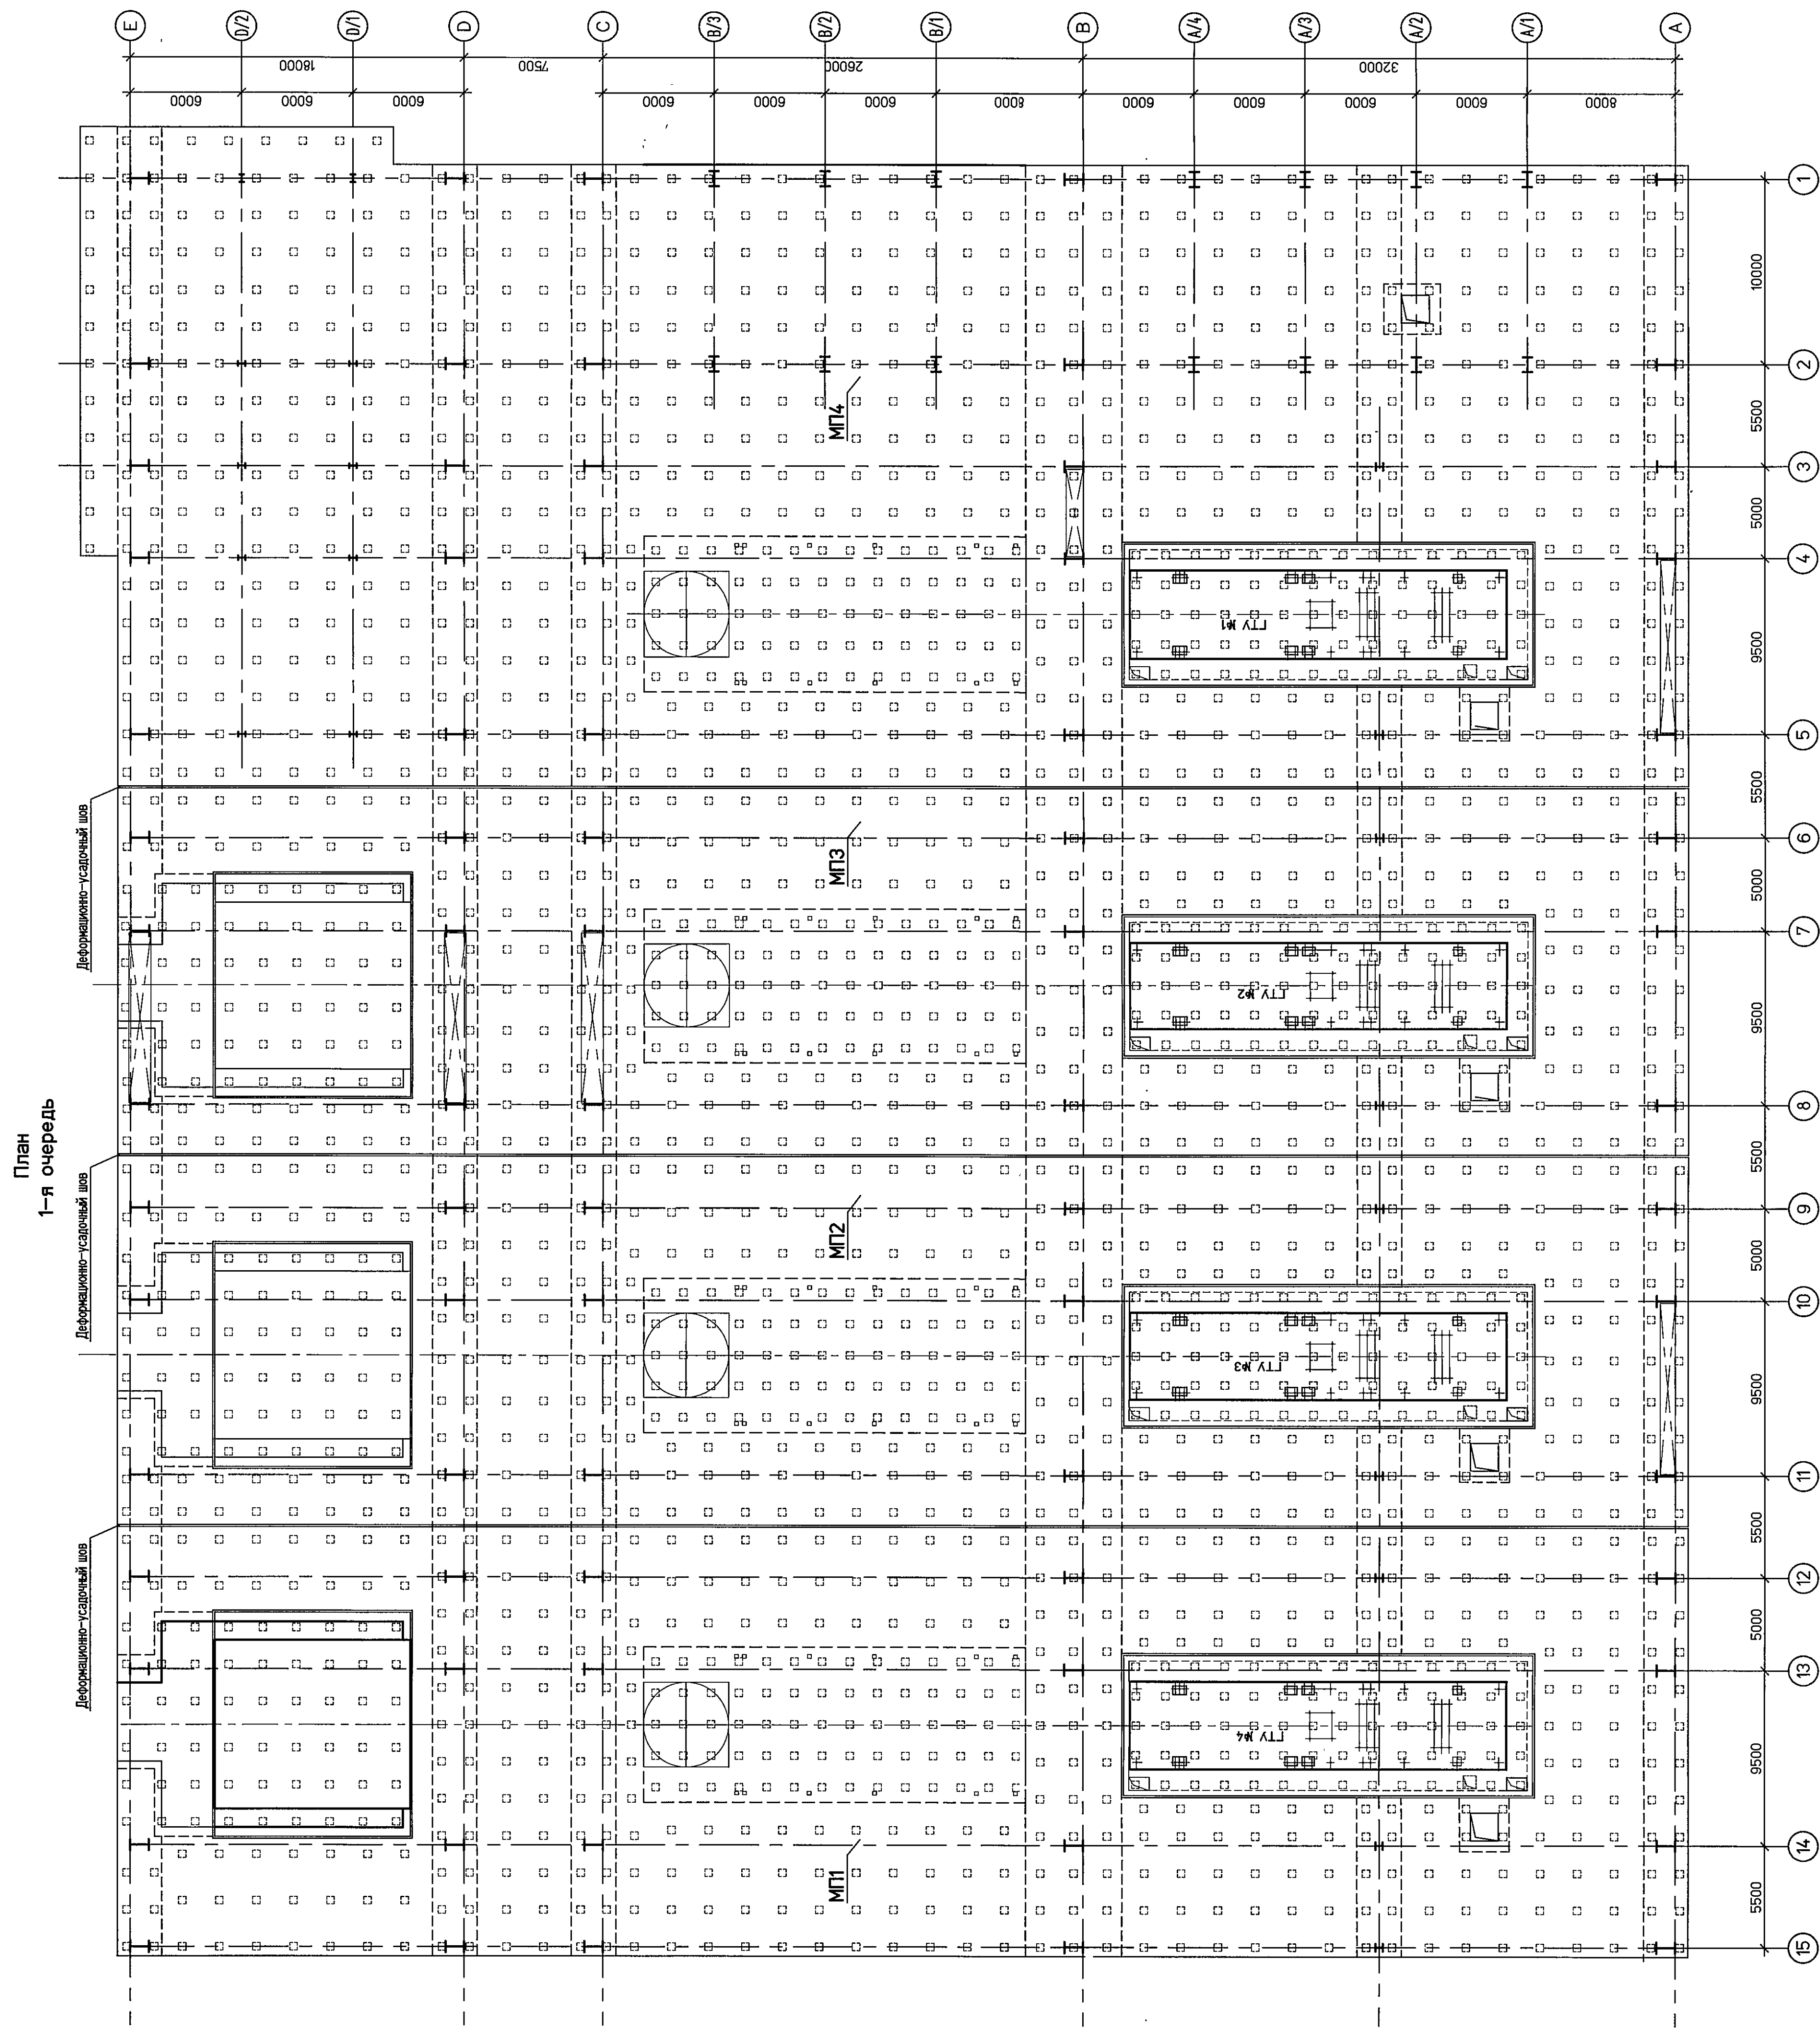 План
1-я очередь
E
D/2
D/1
D
C
B/3
B/2
B/1
B
A/4
A/3
A/2
A/1
A
18000
7500
26000
32000
6000
6000
6000
6000
6000
6000
8000
6000
6000
6000
6000
8000
Деформационно-усадочный шов
Деформационно-усадочный шов
Деформационно-усадочный шов
МП4
МП3
МП2
МП1
ГТУ №1
ГТУ №2
ГТУ №3
ГТУ №4
1
10000
2
5500
3
5000
4
9500
5
5500
6
5000
7
9500
8
5500
9
5000
10
9500
11
5500
12
5000
13
9500
14
5500
15